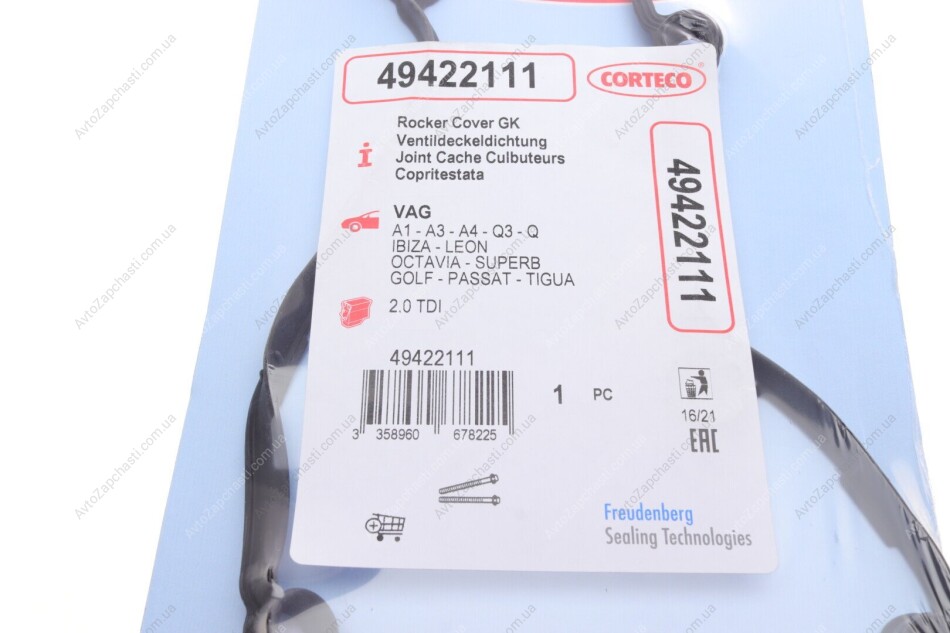 49422111
CORTECO
Rocker Cover GK
Ventildeckeldichtung
Joint Cache Culbuteurs
Copritestata
49422111
VAG
A1 - A3 - A4 - Q3 - Q
IBIZA - LEON
OCTAVIA - SUPERB
GOLF - PASSAT - TIGUA
2.0 TDI
49422111
3 358960 678225
1 PC
16/21
EAC
Freudenberg
Sealing Technologies
AvtoZapchasti.com.ua